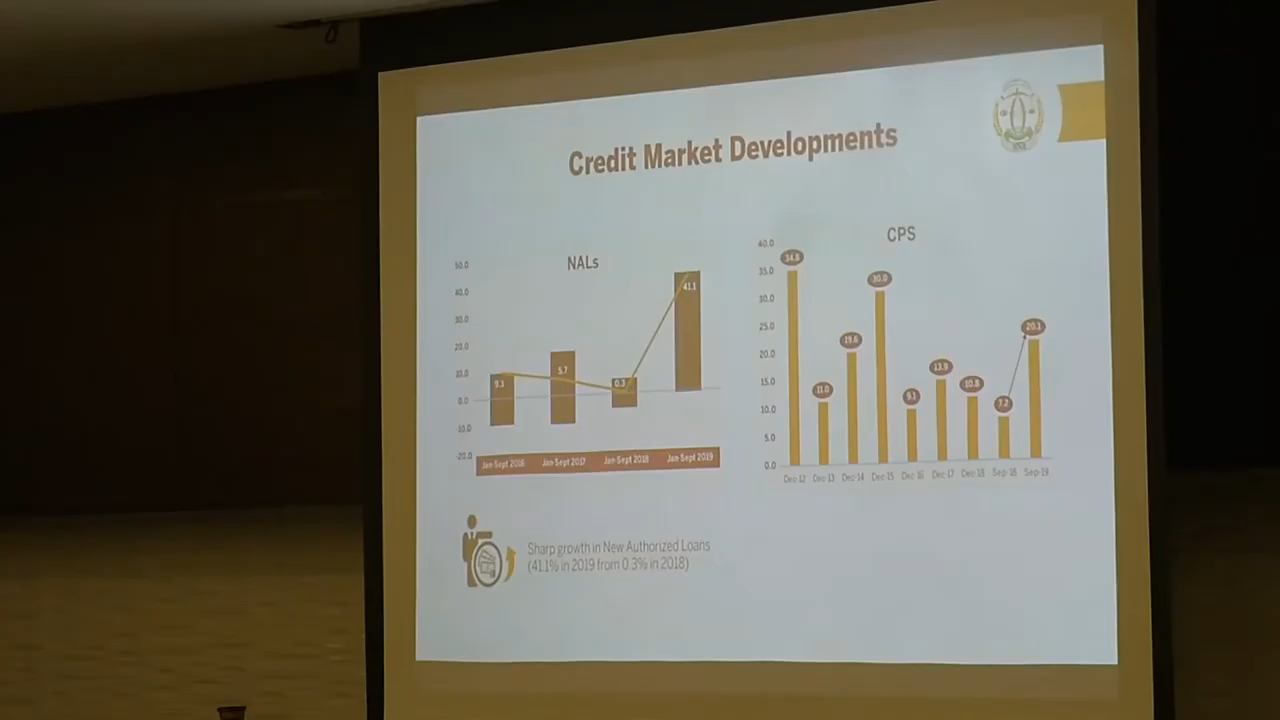 Credit Market Developments
NALs
50.0
40.0
30.0
20.0
10.0
0.0
-10.0
-20.0
9.3
5.7
0.3
41.1
Jan-Sept 2016
Jan-Sept 2017
Jan-Sept 2018
Jan-Sept 2019
CPS
40.0
35.0
30.0
25.0
20.0
15.0
10.0
5.0
0.0
34.8
11.0
19.6
30.0
9.1
13.9
10.8
7.2
20.1
Dec-12
Dec-13
Dec-14
Dec-15
Dec-16
Dec-17
Dec-18
Sep-18
Sep-19
Sharp growth in New Authorized Loans
(41.1% in 2019 from 0.3% in 2018)